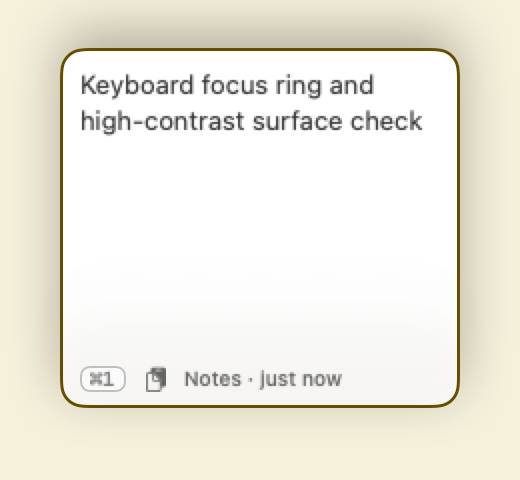 Keyboard focus ring and
high-contrast surface check
⌘1 Notes · just now